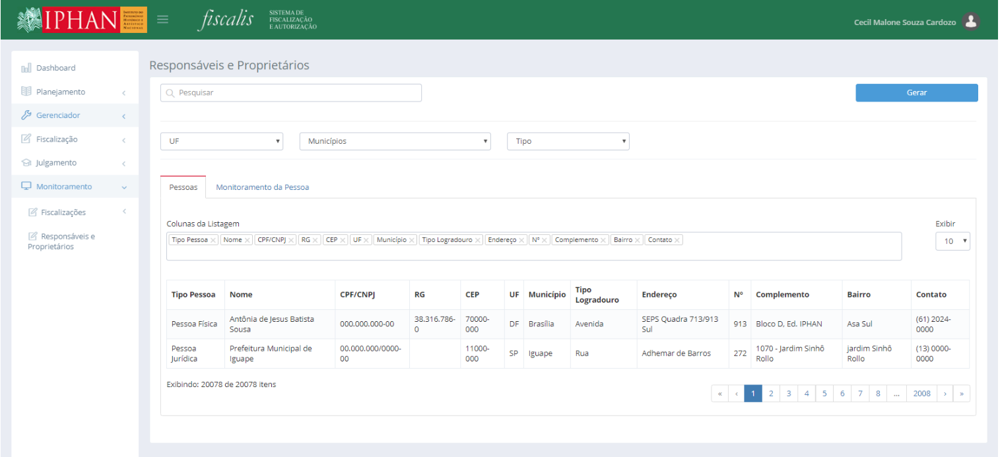 IPHAN
INSTITUTO DO
PATRIMÔNIO
HISTÓRICO E
ARTÍSTICO
NACIONAL
fiscalis
SISTEMA DE
FISCALIZAÇÃO
E AUTORIZAÇÃO
Cecil Malone Souza Cardozo
Dashboard
Planejamento
Gerenciador
Fiscalização
Julgamento
Monitoramento
Fiscalizações
Responsáveis e
Proprietários
Responsáveis e Proprietários
Pesquisar
Gerar
UF
Municípios
Tipo
Pessoas
Monitoramento da Pessoa
Colunas da Listagem
Exibir
Tipo Pessoa × Nome × CPF/CNPJ × RG × CEP × UF × Município × Tipo Logradouro × Endereço × Nº × Complemento × Bairro × Contato ×
10
Tipo Pessoa Nome CPF/CNPJ RG CEP UF Município Tipo Logradouro Endereço Nº Complemento Bairro Contato
Pessoa Física Antônia de Jesus Batista Sousa 000.000.000-00 38.316.786-0 70000-000 DF Brasília Avenida SEPS Quadra 713/913 Sul 913 Bloco D, Ed. IPHAN Asa Sul (61) 2024-0000
Pessoa Jurídica Prefeitura Municipal de Iguape 00.000.000/0000-00 11000-000 SP Iguape Rua Adhemar de Barros 272 1070 - Jardim Sinhô Rollo jardim Sinhô Rollo (13) 0000-0000
Exibindo: 20078 de 20078 itens
« ‹ 1 2 3 4 5 6 7 8 ... 2008 › »